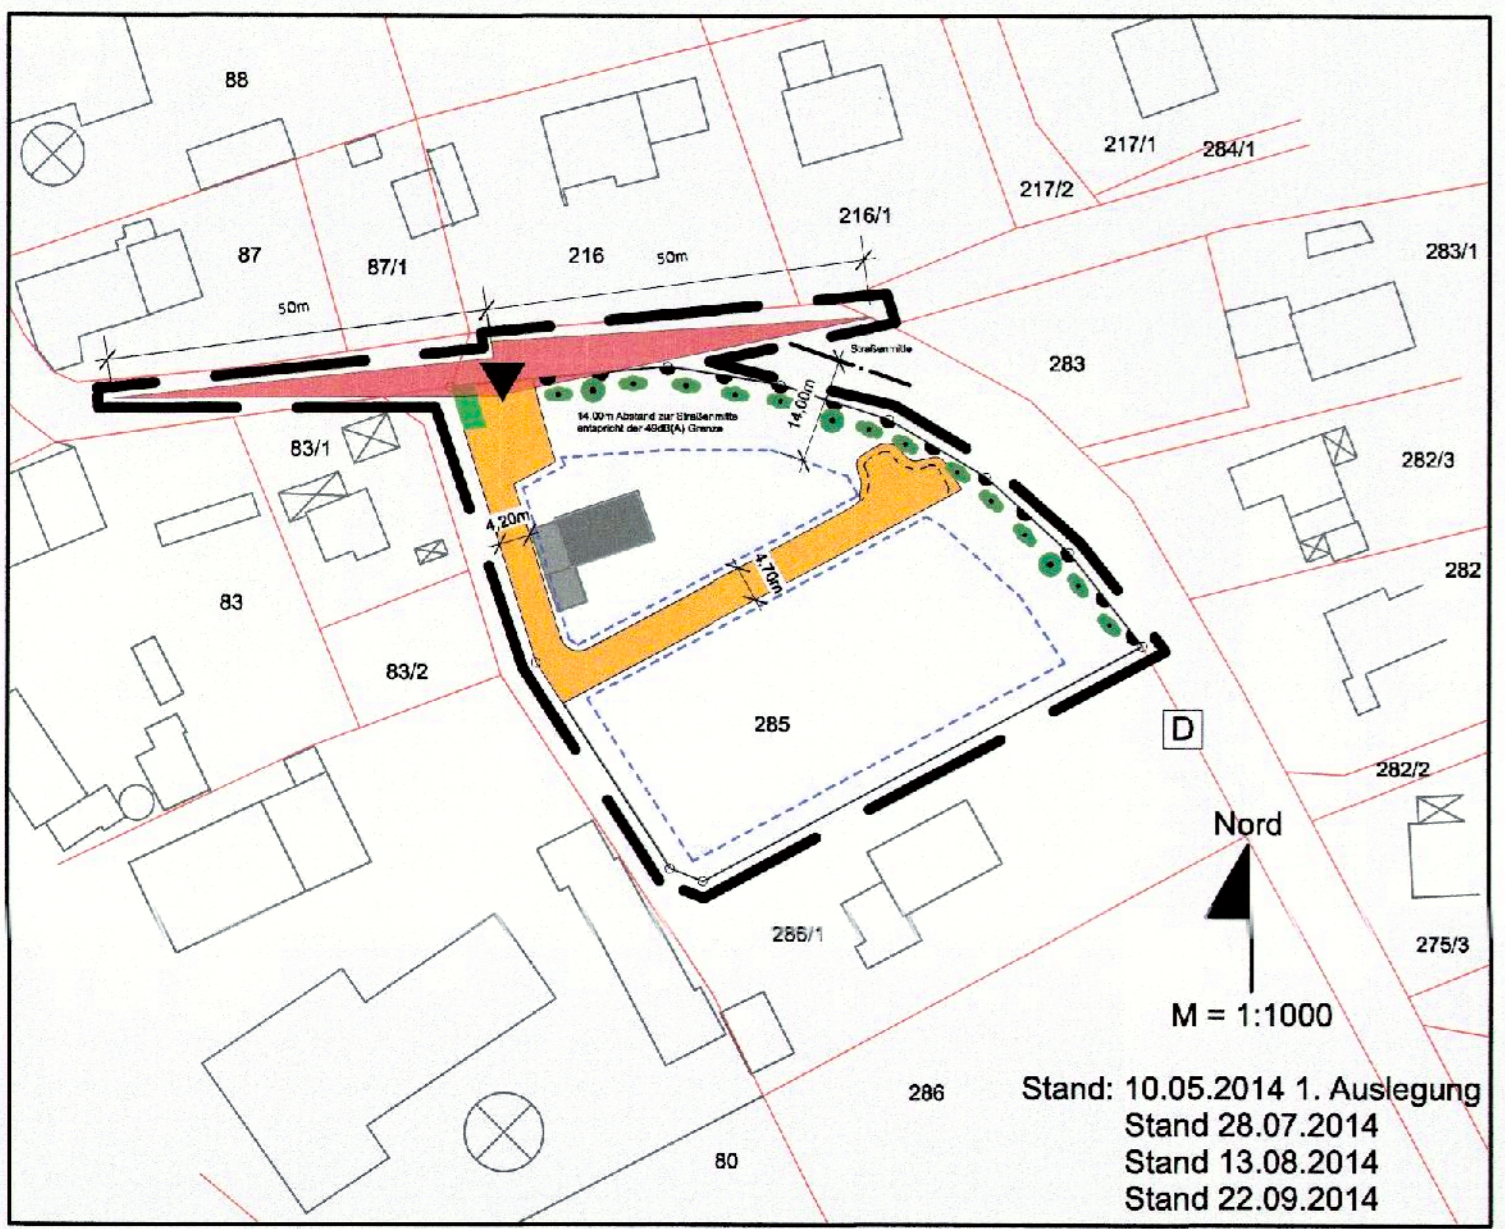 88
217/1
284/1
217/2
216/1
87
87/1
216
50m
283/1
50m
Straßenmitte
283
14.00m Abstand zur Straßenmitte
entspricht der 49dB(A) Grenze
14,00m
83/1
282/3
4,20m
4,70m
282
83
83/2
285
D
282/2
Nord
286/1
275/3
M = 1:1000
286
Stand: 10.05.2014 1. Auslegung
Stand 28.07.2014
Stand 13.08.2014
Stand 22.09.2014
80